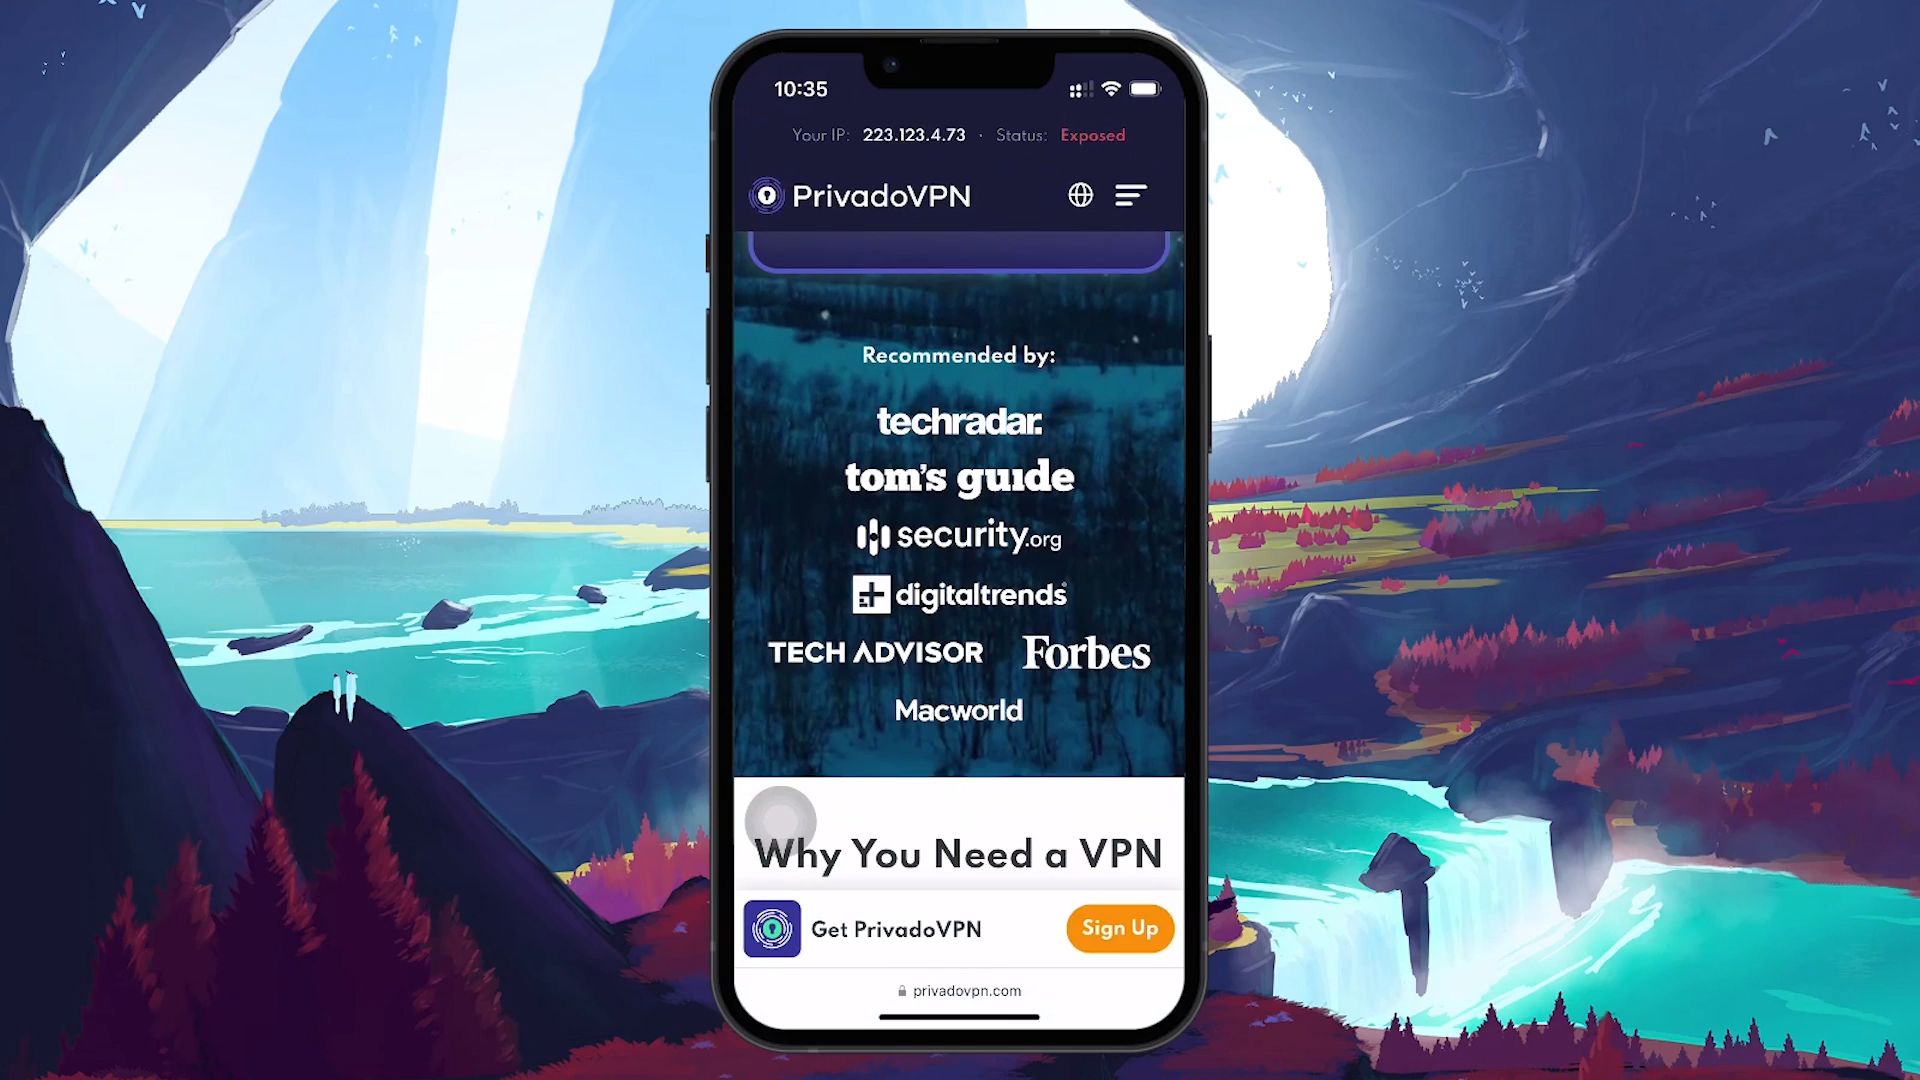 10:35
Your IP: 223.123.4.73 · Status: Exposed
PrivadoVPN
Recommended by:
techradar.
tom's guide
security.org
digitaltrends
TECH ADVISOR Forbes
Macworld
Why You Need a VPN
Get PrivadoVPN Sign Up
privadovpn.com